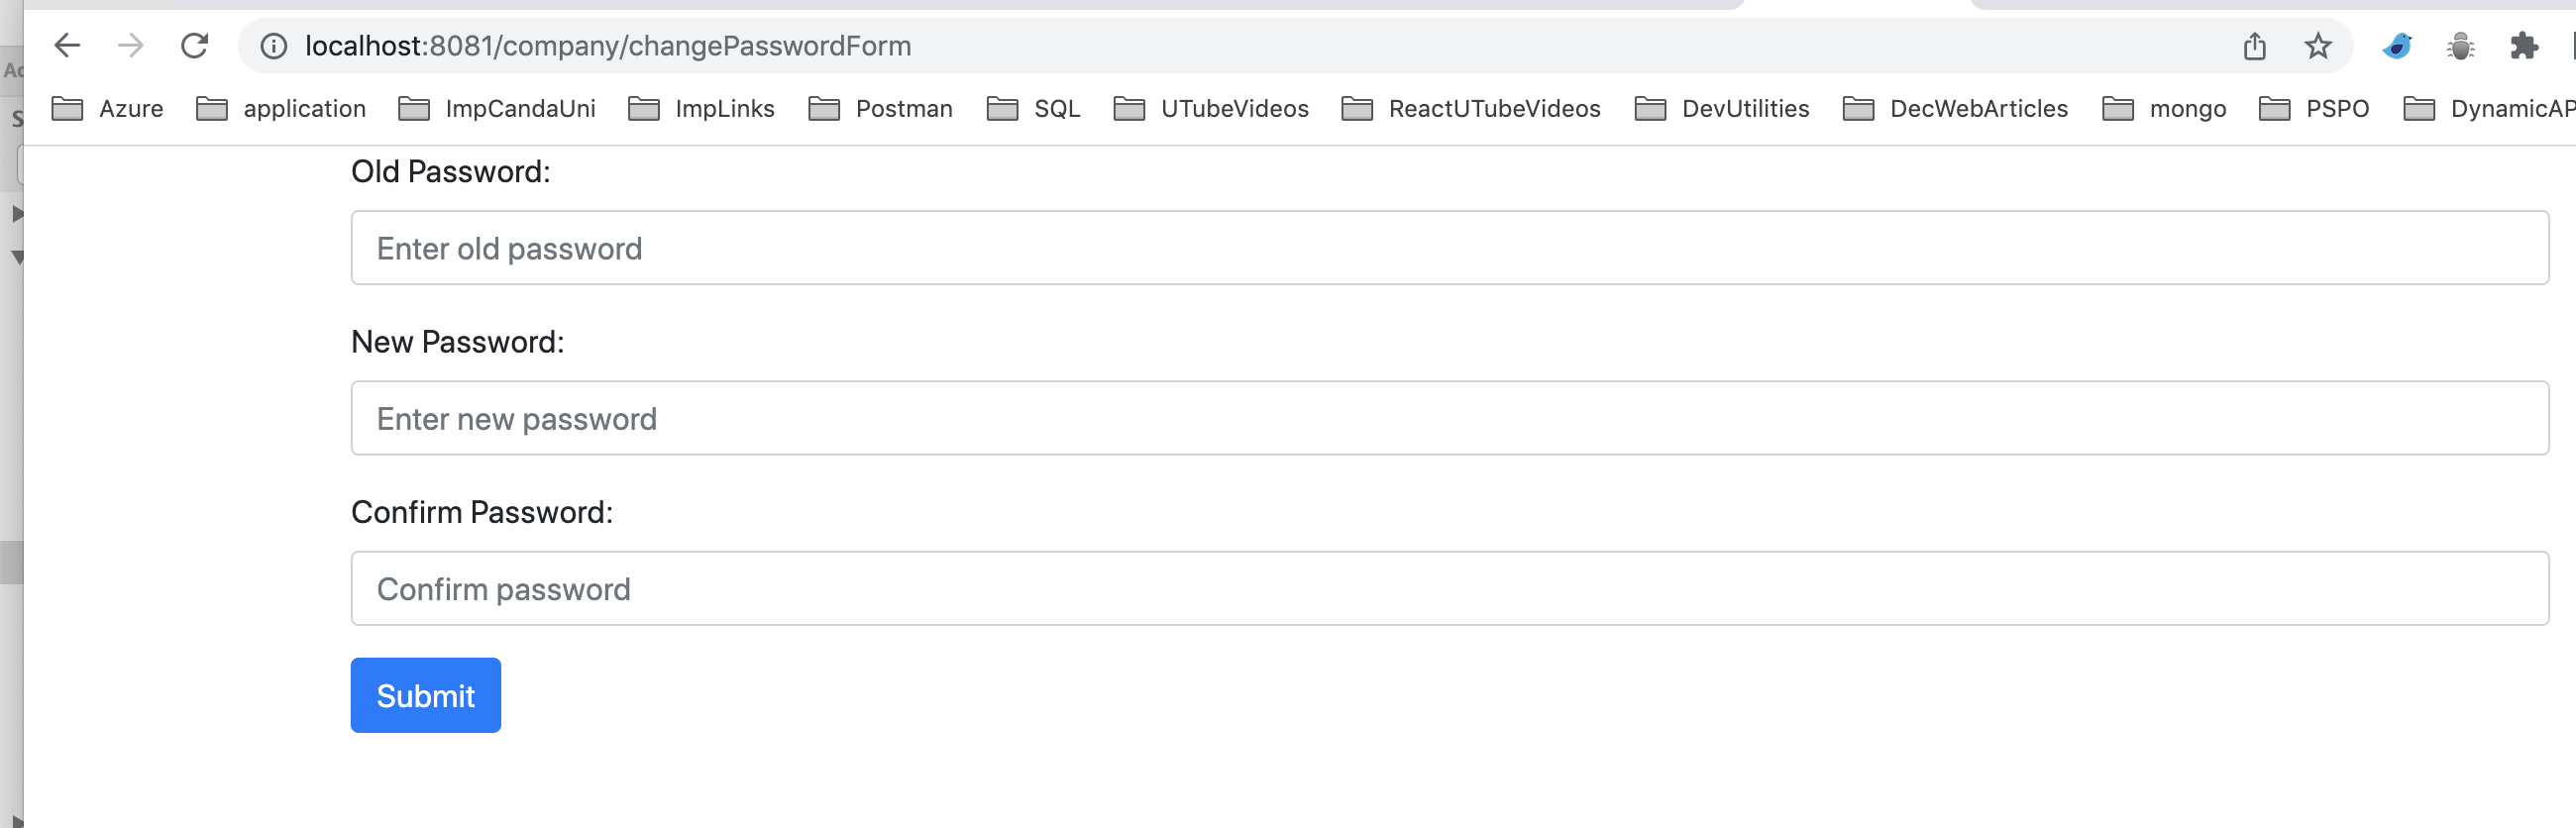 localhost:8081/company/changePasswordForm
Azure application ImpCandaUni ImpLinks Postman SQL UTubeVideos ReactUTubeVideos DevUtilities DecWebArticles mongo PSPO DynamicAP
Old Password:
Enter old password
New Password:
Enter new password
Confirm Password:
Confirm password
Submit